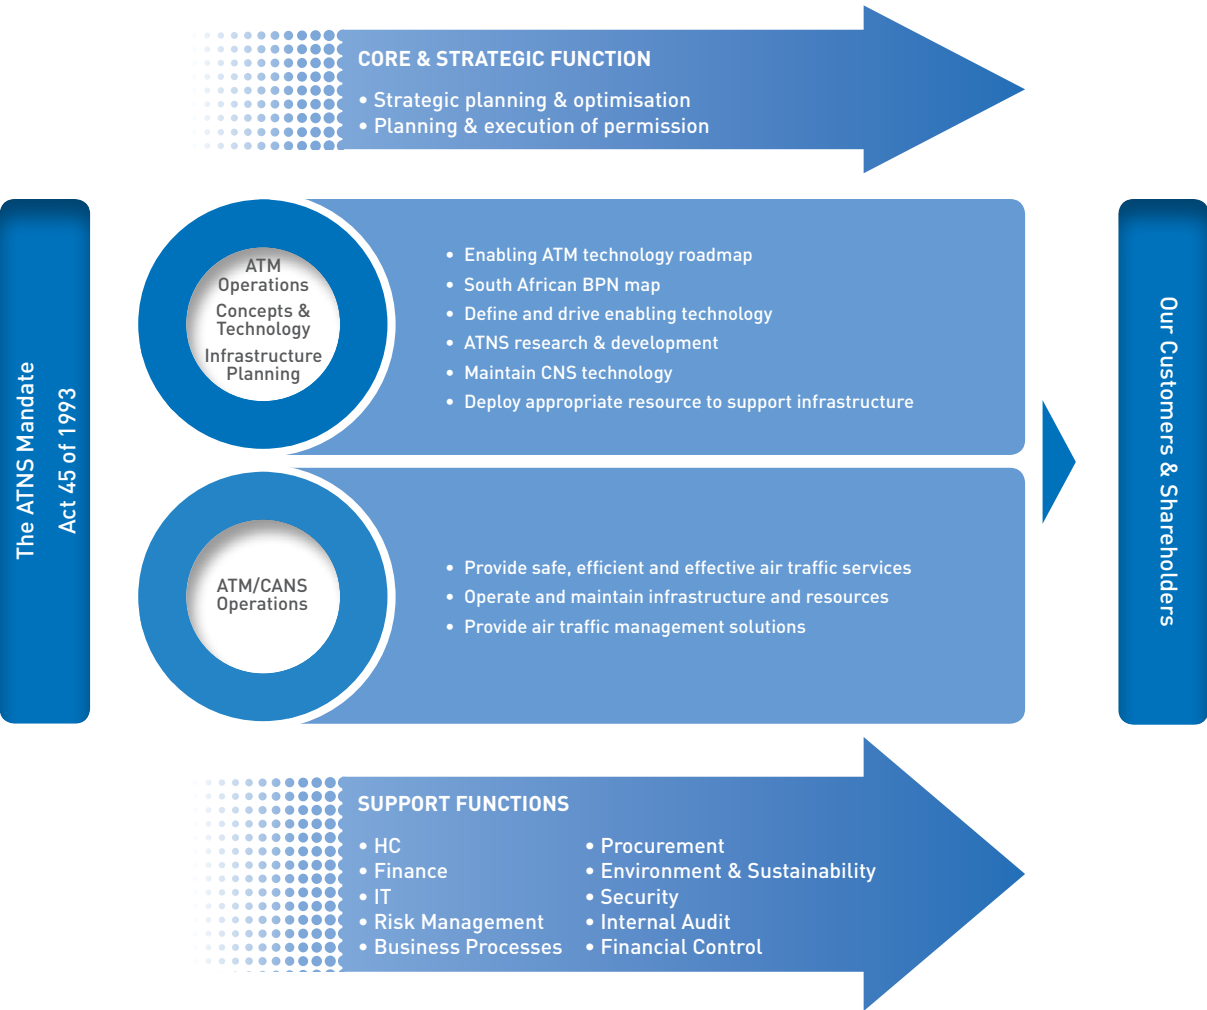 CORE & STRATEGIC FUNCTION
• Strategic planning & optimisation
• Planning & execution of permission
The ATNS Mandate
Act 45 of 1993
ATM
Operations
Concepts &
Technology
Infrastructure
Planning
• Enabling ATM technology roadmap
• South African BPN map
• Define and drive enabling technology
• ATNS research & development
• Maintain CNS technology
• Deploy appropriate resource to support infrastructure
ATM/CANS
Operations
• Provide safe, efficient and effective air traffic services
• Operate and maintain infrastructure and resources
• Provide air traffic management solutions
Our Customers & Shareholders
SUPPORT FUNCTIONS
• HC
• Finance
• IT
• Risk Management
• Business Processes
• Procurement
• Environment & Sustainability
• Security
• Internal Audit
• Financial Control